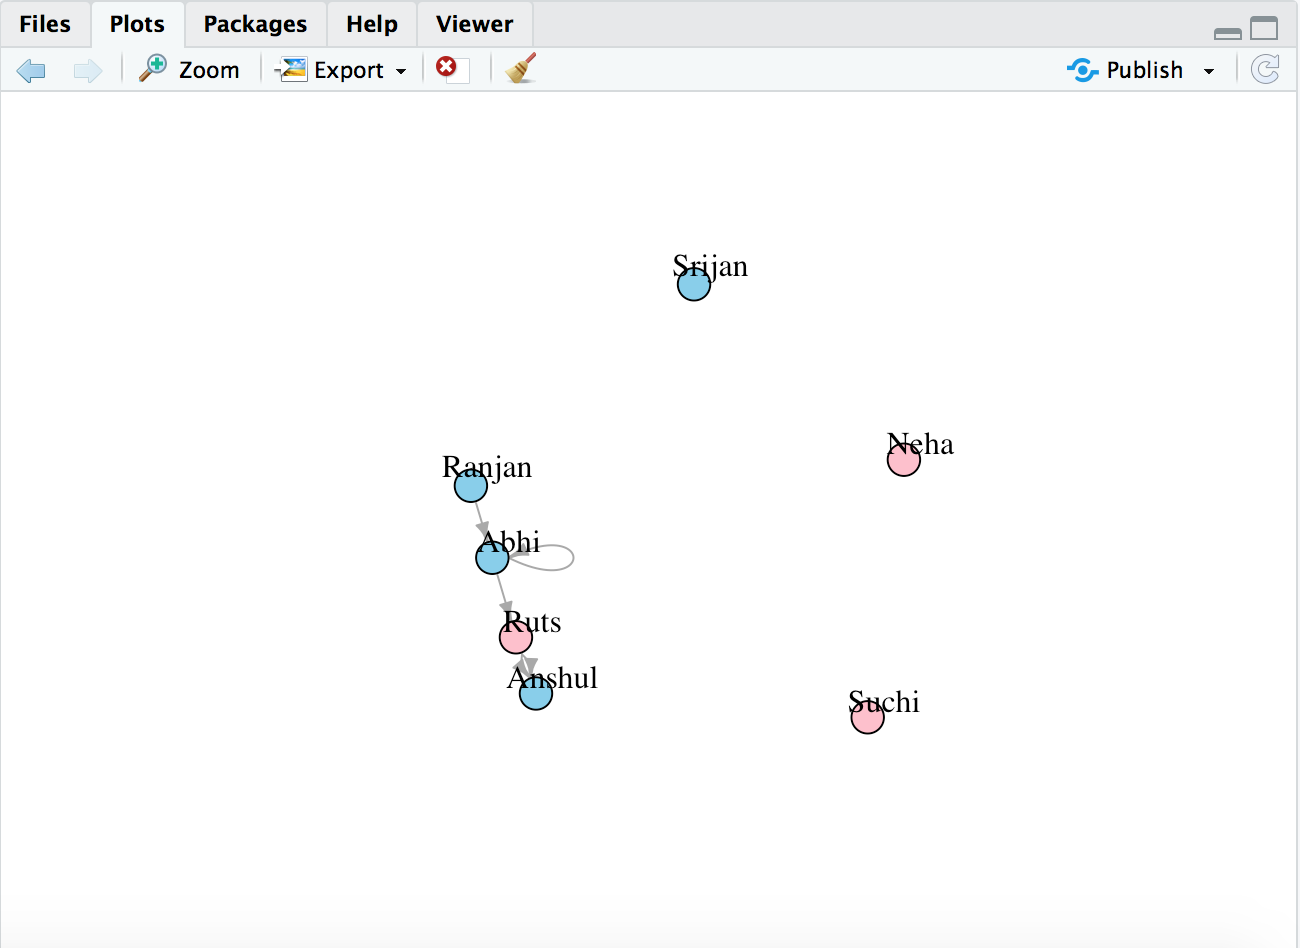 Files Plots Packages Help Viewer
Zoom Export Publish
Srijan
Neha
Ranjan
Abhi
Ruts
Anshul
Suchi